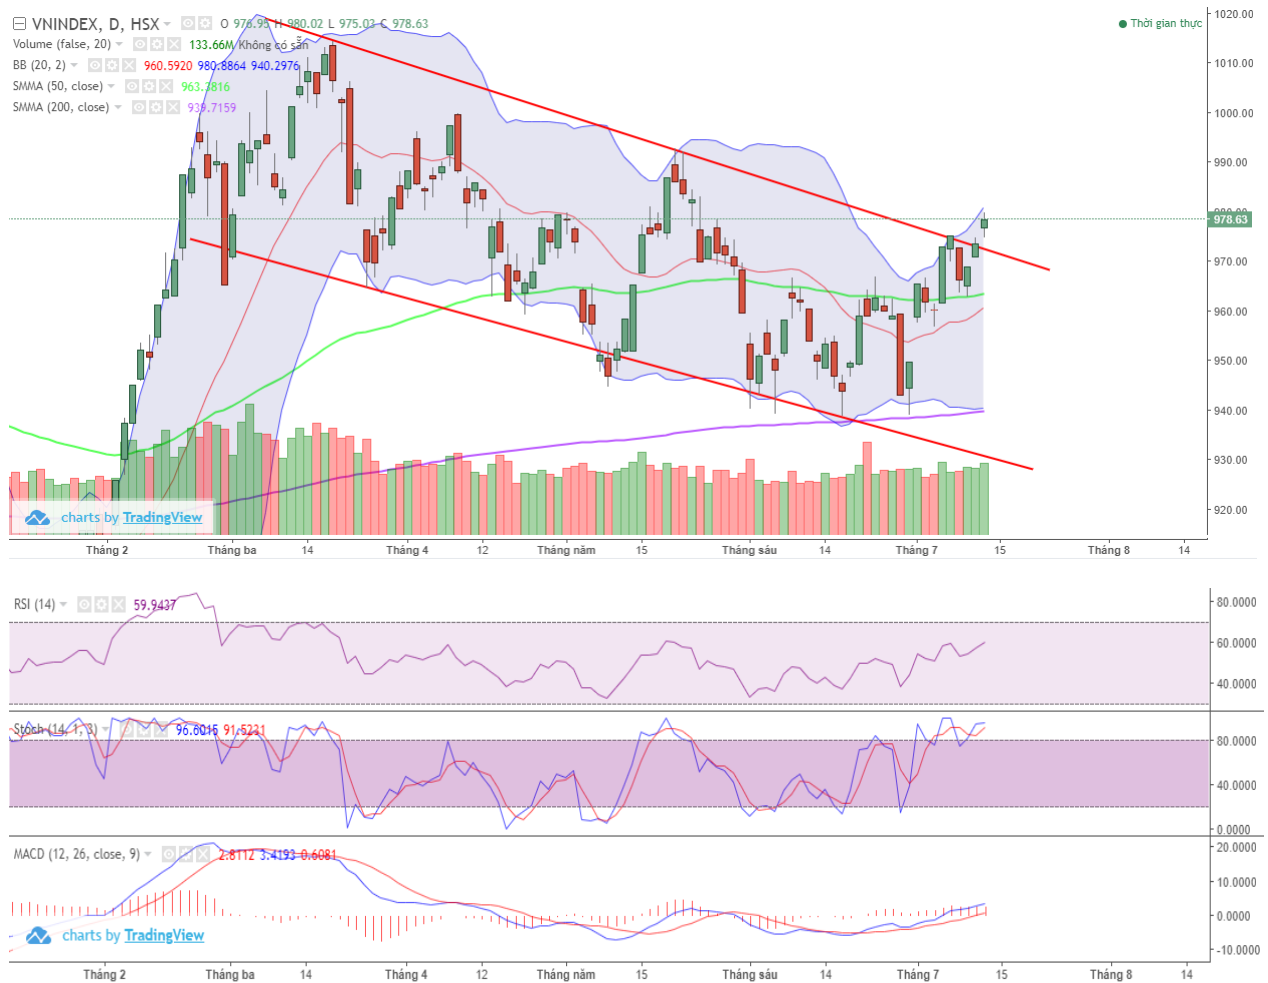 VNINDEX, D, HSX O 976.95 H 980.02 L 975.03 C 978.63
Thời gian thực
Volume (false, 20) 133.66M Không có sẵn
BB (20, 2) 960.5920 980.8864 940.2976
SMMA (50, close) 963.3816
SMMA (200, close) 939.7159
1020.00
1010.00
1000.00
990.00
980.00
978.63
970.00
960.00
950.00
940.00
930.00
920.00
charts by TradingView
Tháng 2 Tháng ba 14 Tháng 4 12 Tháng năm 15 Tháng sáu 14 Tháng 7 15 Tháng 8 14
RSI (14) 59.9437
80.0000
60.0000
40.0000
Stoch (14, 1, 3) 96.6015 91.5231
80.0000
40.0000
0.0000
MACD (12, 26, close, 9) 2.8112 3.4193 0.6081
20.0000
10.0000
0.0000
-10.0000
charts by TradingView
Tháng 2 Tháng ba 14 Tháng 4 12 Tháng năm 15 Tháng sáu 14 Tháng 7 15 Tháng 8 14